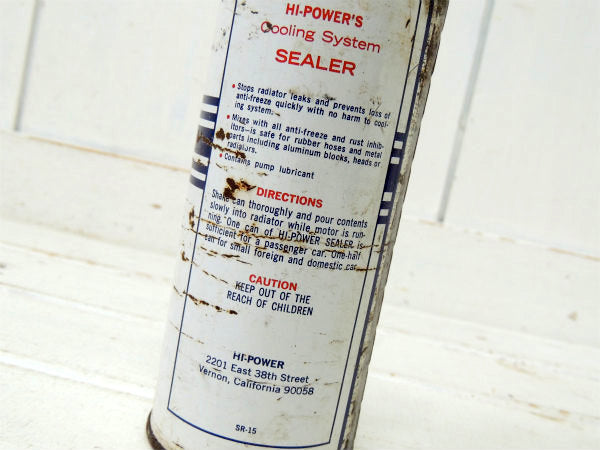 HI-POWER'S
Cooling System
SEALER
• Stops radiator leaks and prevents loss of
anti-freeze quickly with no harm to cool-
ing system.
• Mixes with all anti-freeze and rust inhib-
itors—is safe for rubber hoses and metal
parts including aluminum blocks, heads or
radiators.
• Contains pump lubricant
DIRECTIONS
Shake can thoroughly and pour contents
slowly into radiator while motor is run-
ning. One can of HI-POWER SEALER is
sufficient for a passenger car. One-half
can for small foreign and domestic car.
CAUTION
KEEP OUT OF THE
REACH OF CHILDREN
HI-POWER
2201 East 38th Street
Vernon, California 90058
SR-15